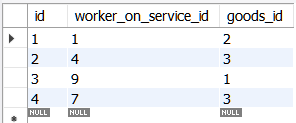 id worker_on_service_id goods_id
1 1 2
2 4 3
3 9 1
4 7 3
NULL NULL NULL